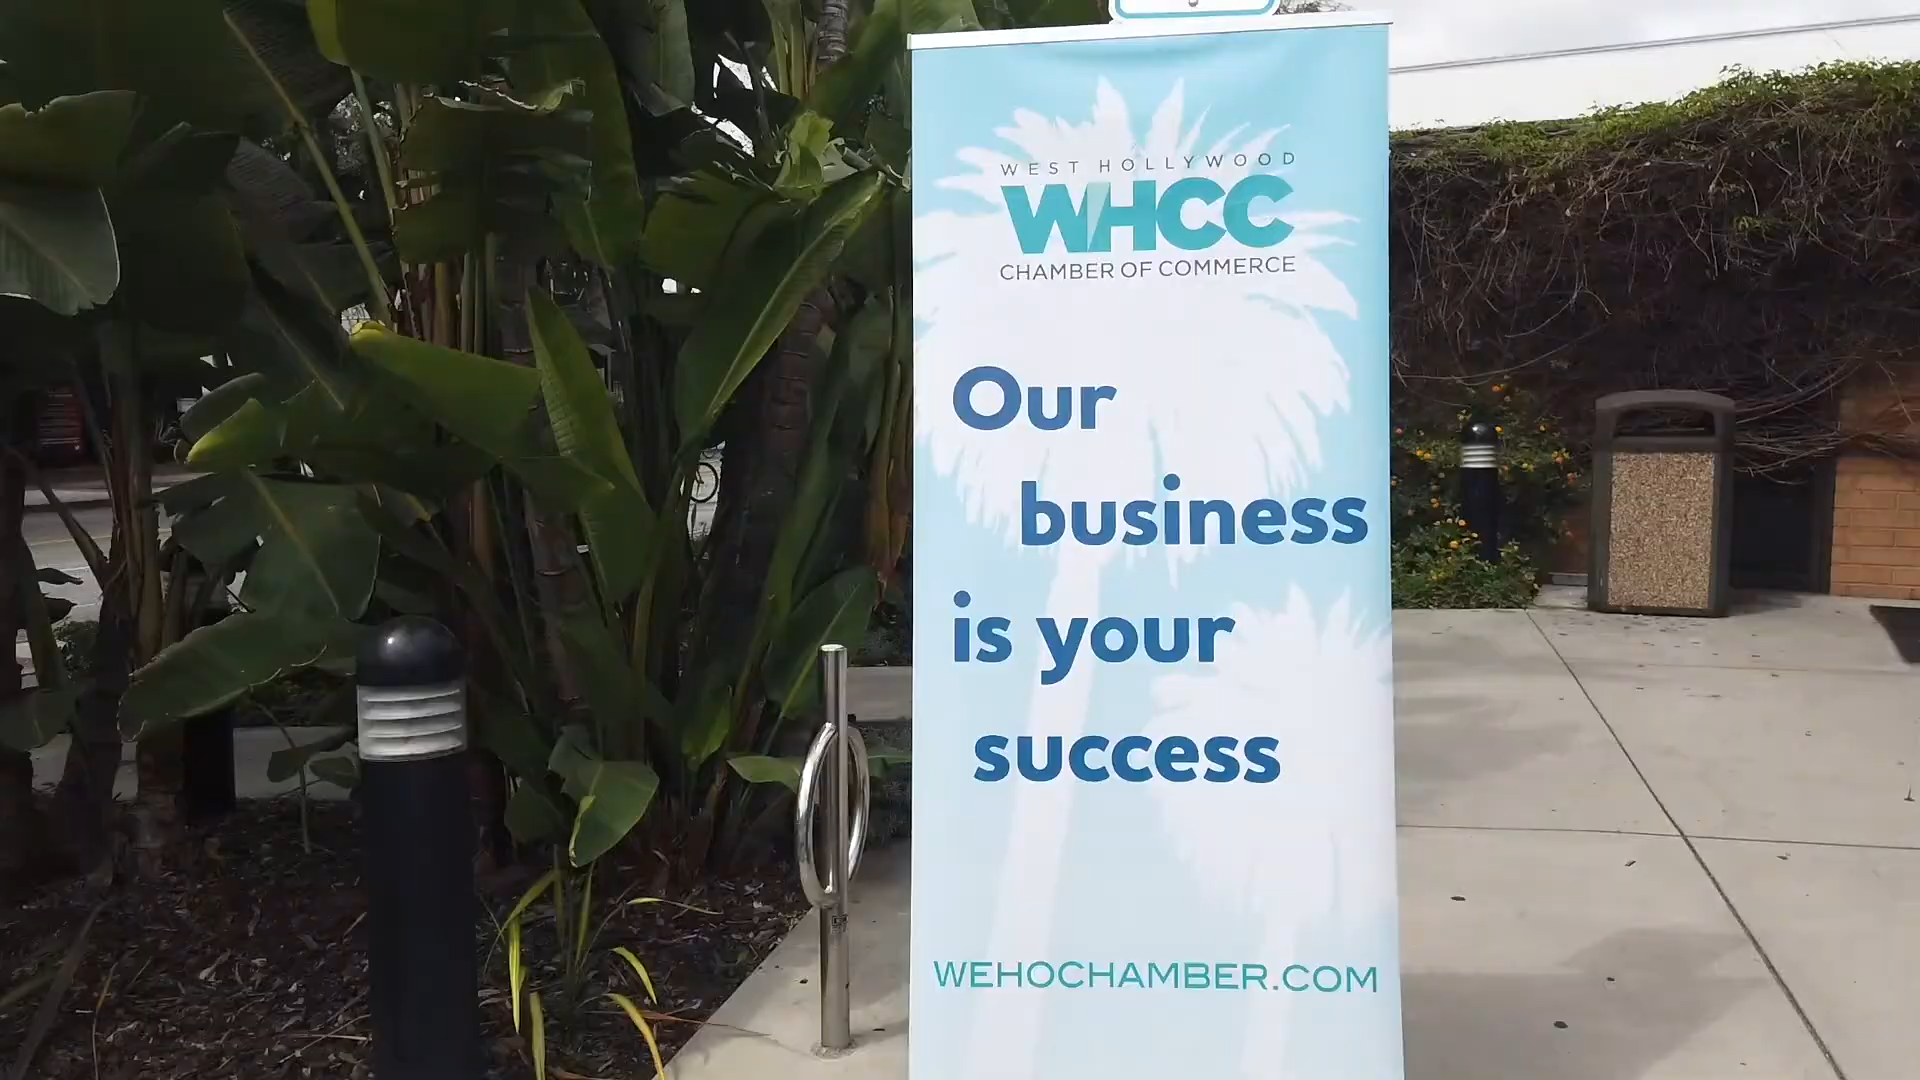 WEST HOLLYWOOD
WHCC
CHAMBER OF COMMERCE
Our
business
is your
success
WEHOCHAMBER.COM